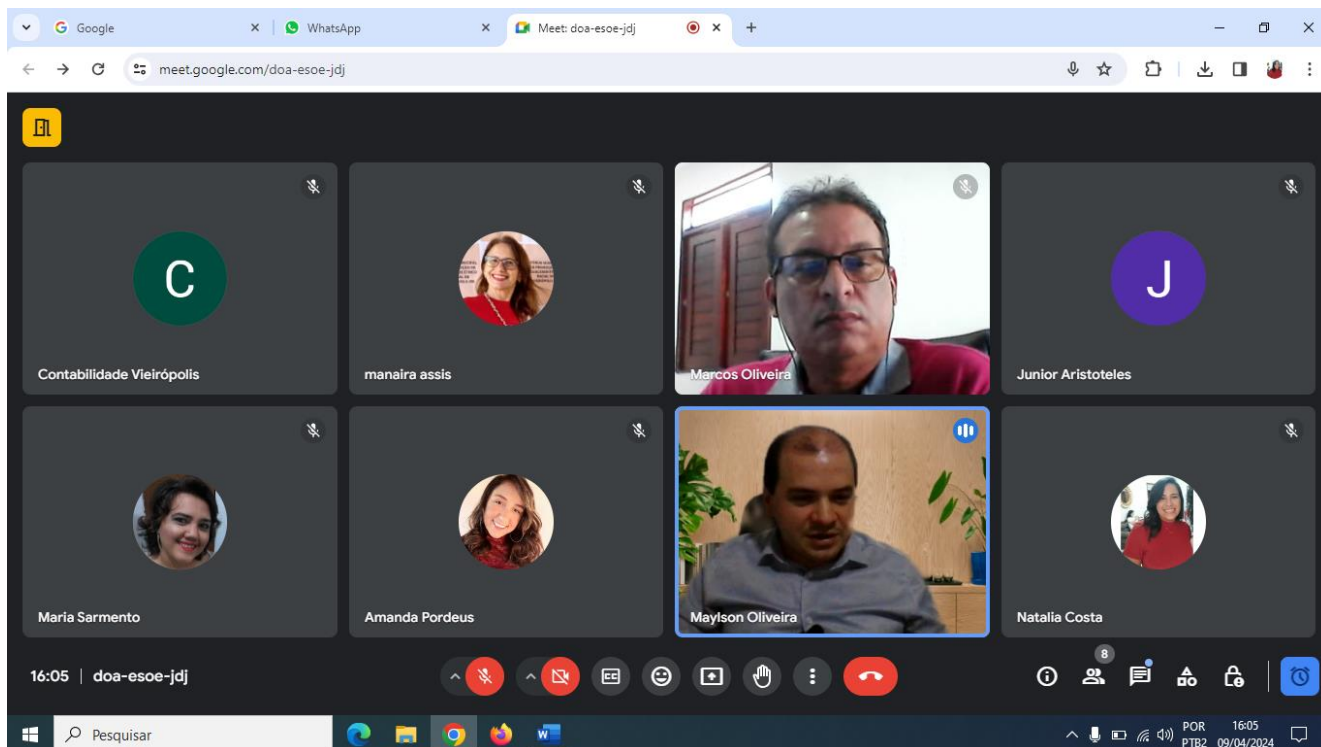 Google
WhatsApp
Meet: doa-esoe-jdj
meet.google.com/doa-esoe-jdj
C
Contabilidade Vieirópolis
manaira assis
Marcos Oliveira
J
Junior Aristoteles
Maria Sarmento
Amanda Pordeus
Maylson Oliveira
Natalia Costa
16:05 | doa-esoe-jdj
CC
8
Pesquisar
W
POR
PTB2
16:05
09/04/2024